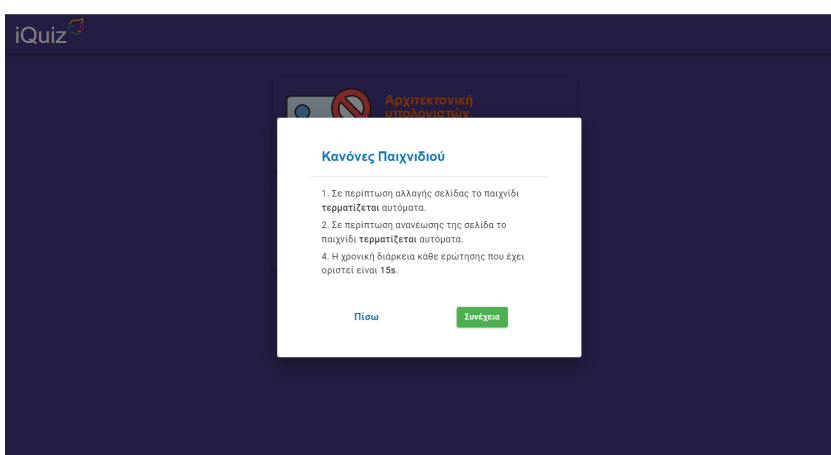 iQuiz
Αρχιτεκτονική
υπολογιστών
Κανόνες Παιχνιδιού
1. Σε περίπτωση αλλαγής σελίδας το παιχνίδι
τερματίζεται αυτόματα.
2. Σε περίπτωση ανανέωσης της σελίδα το
παιχνίδι τερματίζεται αυτόματα.
4. Η χρονική διάρκεια κάθε ερώτησης που έχει
οριστεί είναι 15s.
Πίσω
Συνέχεια